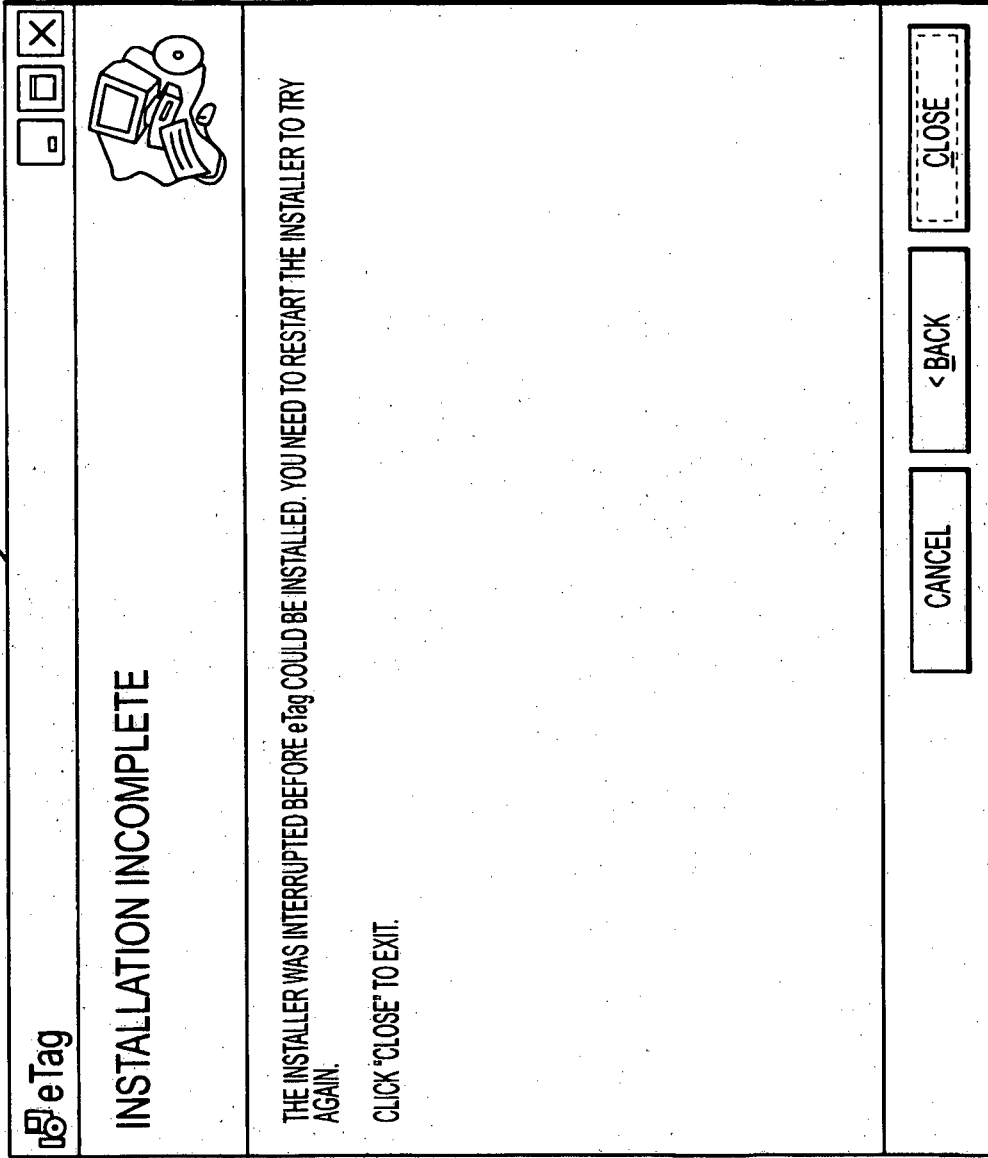 eTag
INSTALLATION INCOMPLETE
THE INSTALLER WAS INTERRUPTED BEFORE eTag COULD BE INSTALLED. YOU NEED TO RESTART THE INSTALLER TO TRY
AGAIN.
CLICK "CLOSE" TO EXIT.
CANCEL
< BACK
CLOSE